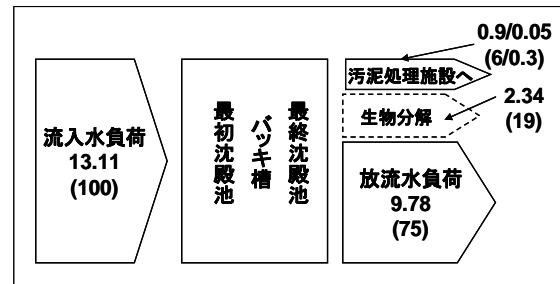 流入水負荷
13.11
(100)
最初沈殿池
バッキ槽
最終沈殿池
0.9/0.05
(6/0.3)
汚泥処理施設へ
生物分解
2.34
(19)
放流水負荷
9.78
(75)